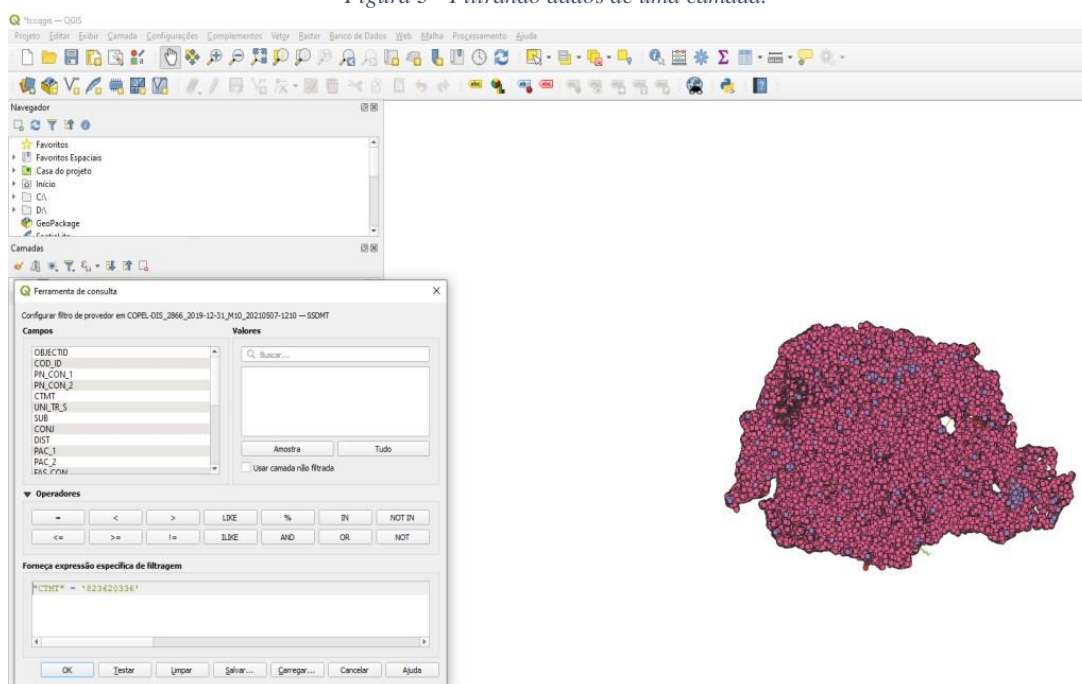 Figura 3 - Filtrando dados de uma camada.
*tccqgis — QGIS
Projeto Editar Exibir Camada Configurações Complementos Vetor Raster Banco de Dados Web Malha Processamento Ajuda
Navegador
Favoritos
Favoritos Espaciais
Casa do projeto
Início
C:\
D:\
GeoPackage
Camadas
Ferramenta de consulta
Configurar filtro de provedor em COPEL-DIS_2866_2019-12-31_M10_20210507-1210 — SSDMT
Campos Valores
OBJECTID
COD_ID
PN_CON_1
PN_CON_2
CTMT
UNI_TR_S
SUB
CONJ
DIST
PAC_1
PAC_2
FAS_CON
Buscar...
Amostra Tudo
Usar camada não filtrada
Operadores
= < > LIKE % IN NOT IN
<= >= != ILIKE AND OR NOT
Forneça expressão específica de filtragem
"CTMT" = '823620336'
OK Testar Limpar Salvar... Carregar... Cancelar Ajuda